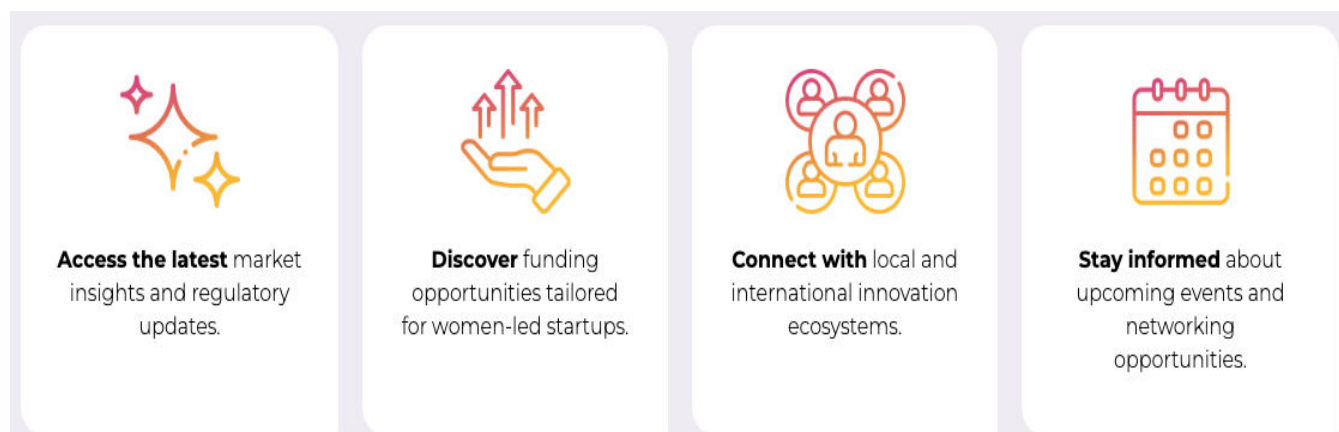 Access the latest market
insights and regulatory
updates.
Discover funding
opportunities tailored
for women-led startups.
Connect with local and
international innovation
ecosystems.
Stay informed about
upcoming events and
networking
opportunities.